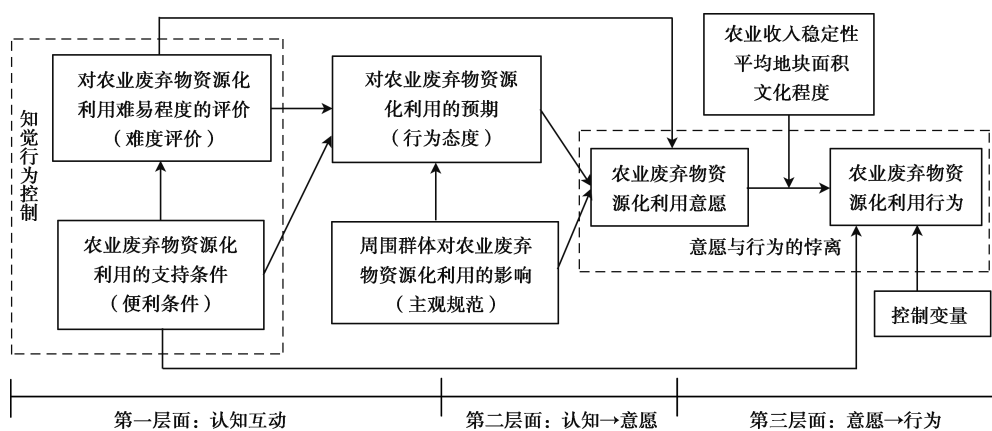 知觉行为控制
对农业废弃物资源化
利用难易程度的评价
（难度评价）
农业废弃物资源化
利用的支持条件
（便利条件）
对农业废弃物资源
化利用的预期
（行为态度）
周围群体对农业废弃
物资源化利用的影响
（主观规范）
农业收入稳定性
平均地块面积
文化程度
农业废弃物资
源化利用意愿
农业废弃物资
源化利用行为
意愿与行为的悖离
控制变量
第一层面：认知互动
第二层面：认知→意愿
第三层面：意愿→行为